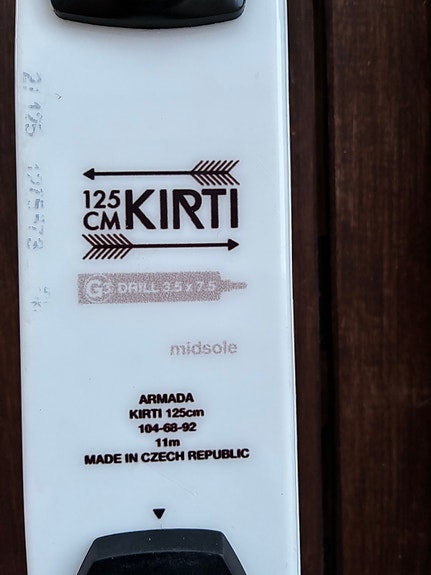 125
CM KIRTI
G3 DRILL 3.5 x 7.5
midsole
ARMADA
KIRTI 125cm
104-68-92
11m
MADE IN CZECH REPUBLIC